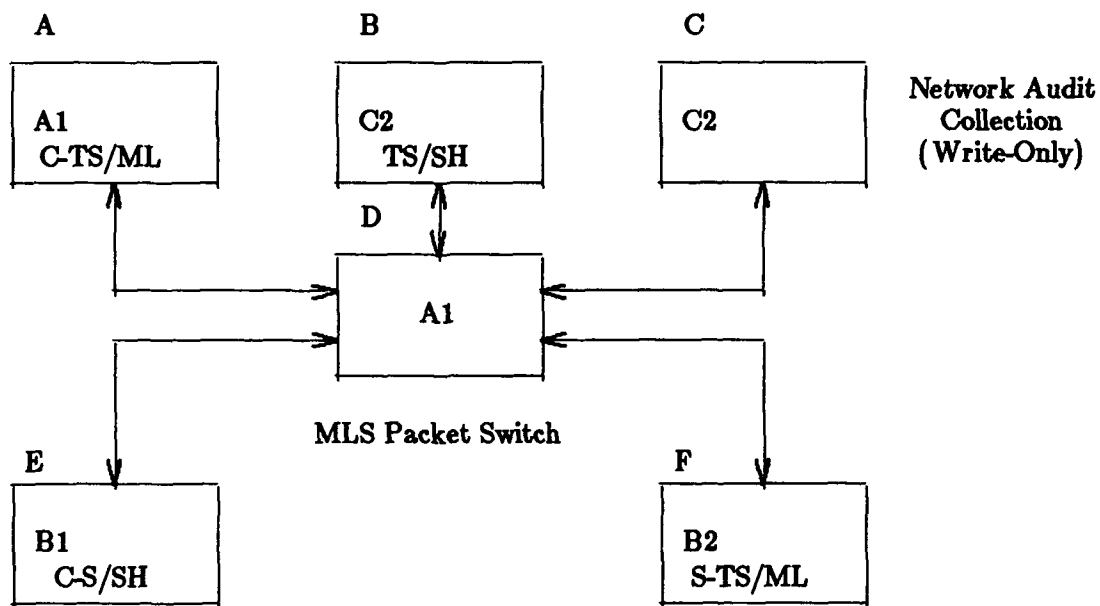 A
B
C
A1
C-TS/ML
C2
TS/SH
C2
Network Audit
Collection
(Write-Only)
D
A1
MLS Packet Switch
E
F
B1
C-S/SH
B2
S-TS/ML